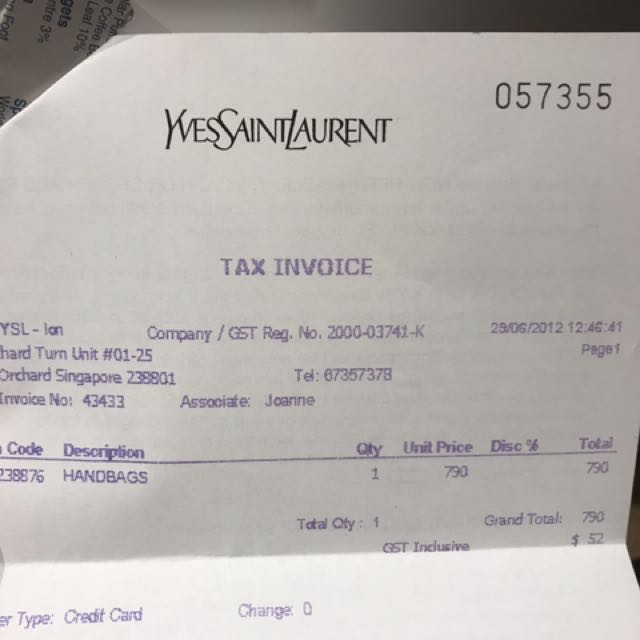 057355
YVESSAINTLAURENT
TAX INVOICE
YSL - Ion Company / GST Reg. No. 2000-03741-K 29/06/2012 12:46:41
hard Turn Unit #01-25 Page1
Orchard Singapore 238801 Tel: 67357378
Invoice No: 43433 Associate: Joanne
Code Description Qty Unit Price Disc % Total
238876 HANDBAGS 1 790 790
Total Qty : 1 Grand Total: 790
GST Inclusive $ 52
er Type: Credit Card Change: 0